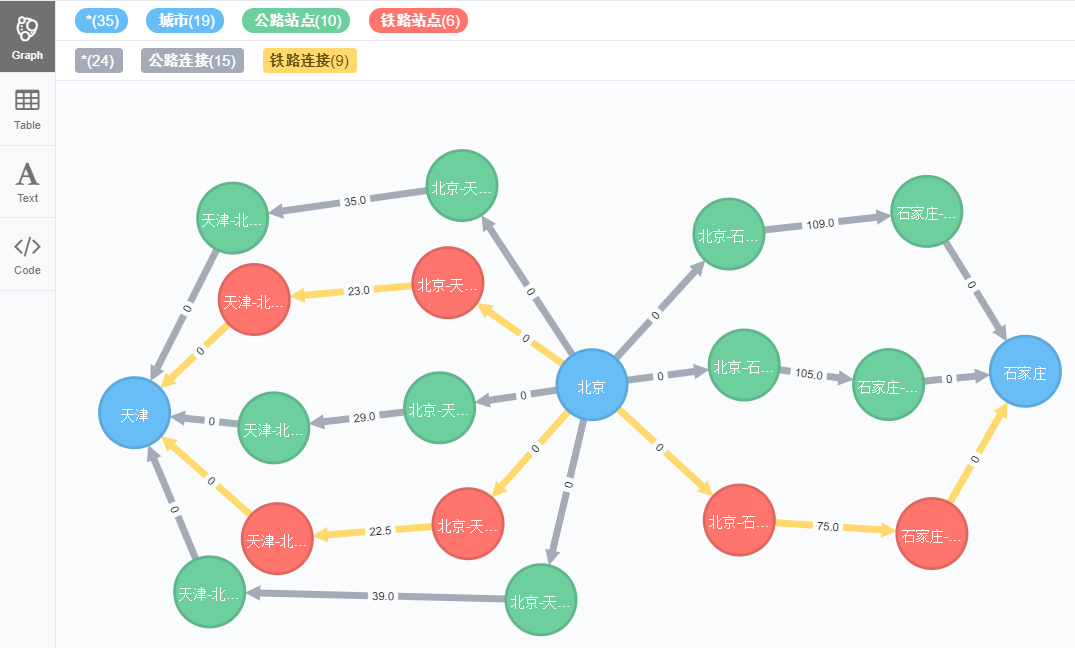 *(35) 城市(19) 公路站点(10) 铁路站点(6)
*(24) 公路连接(15) 铁路连接(9)
Graph
Table
Text
Code
北京-天...
35.0
天津-北...
石家庄-...
109.0
北京-石...
北京-天...
23.0
天津-北...
0
0
0
0
0
0
北京-石...
105.0
石家庄-...
0
石家庄
0
北京
0
北京-天...
29.0
天津-北...
0
天津
0
0
0
0
0
0
北京-石...
75.0
石家庄-...
北京-天...
22.5
天津-北...
北京-天...
39.0
天津-北...